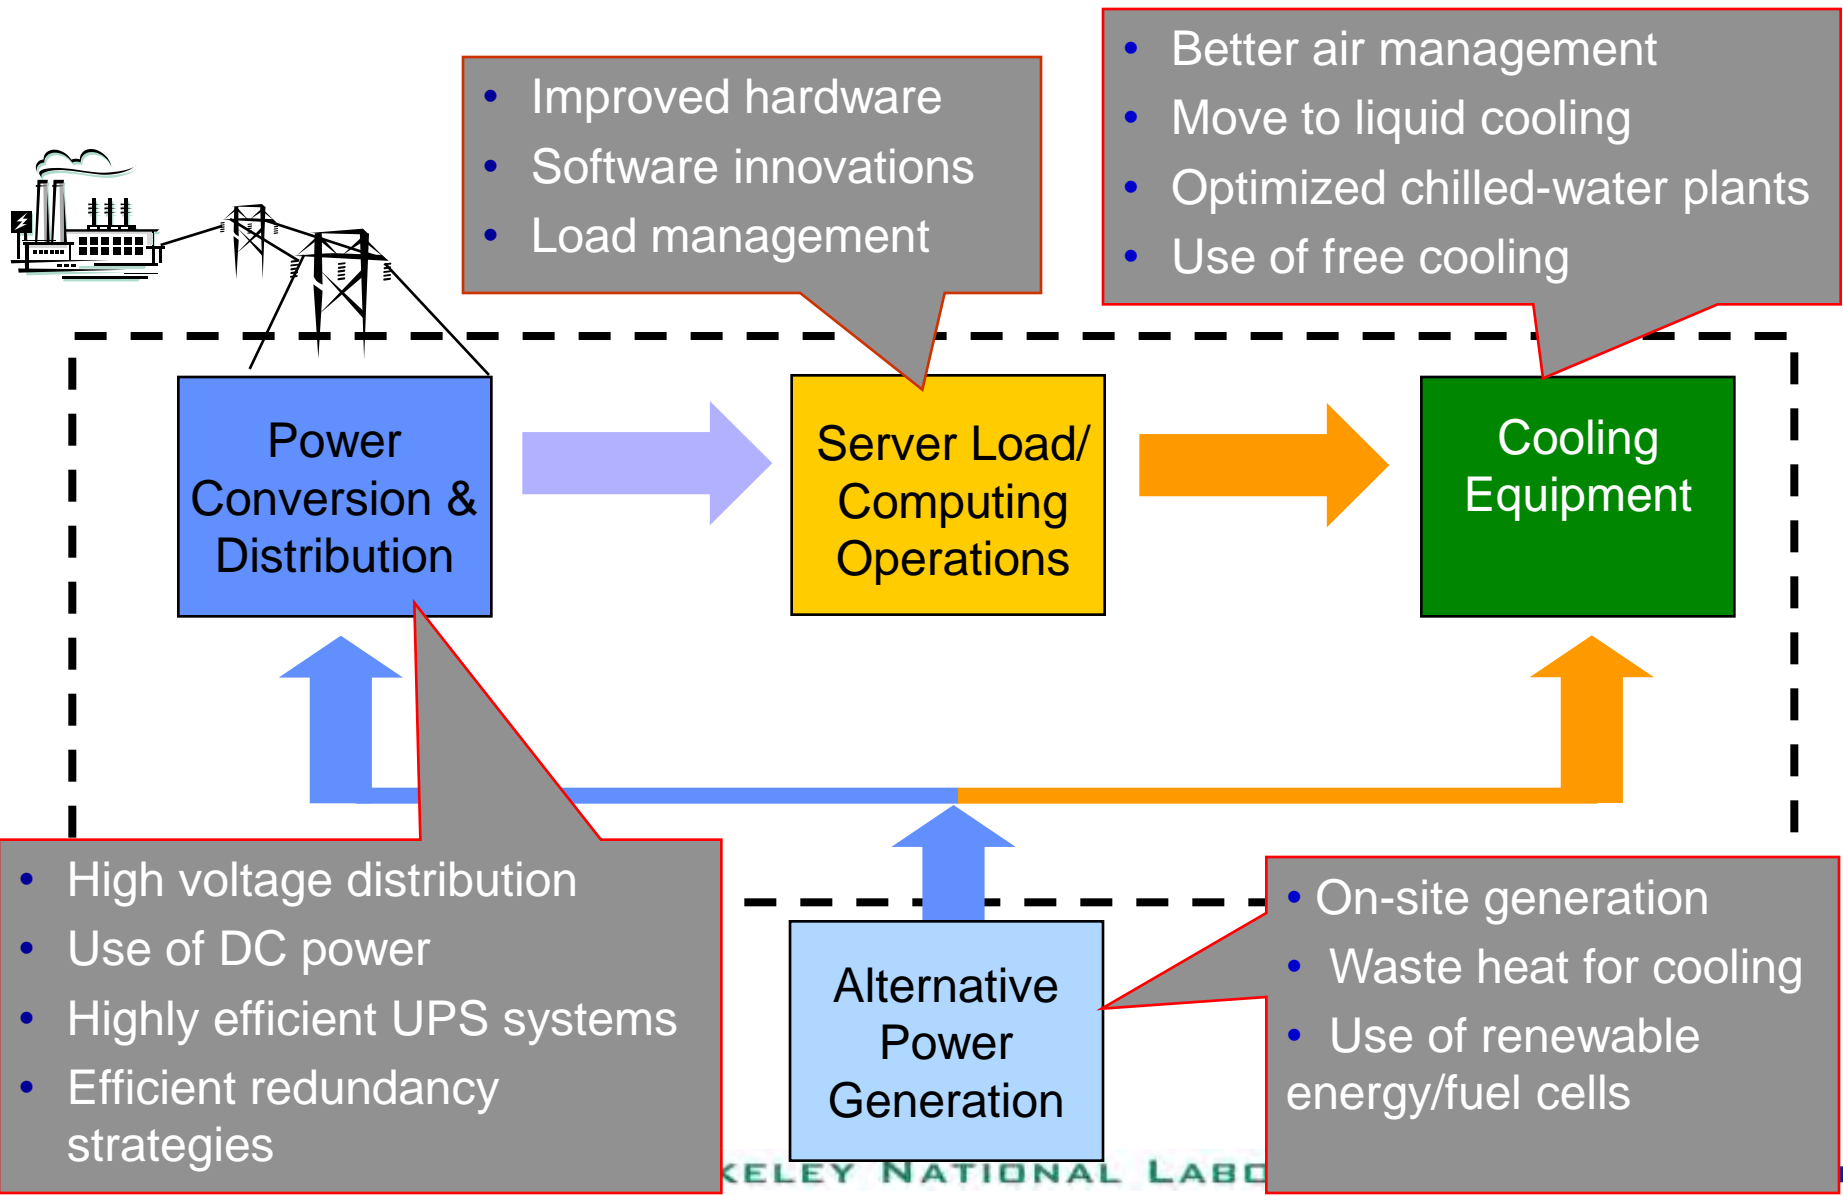 • Improved hardware
• Software innovations
• Load management
• Better air management
• Move to liquid cooling
• Optimized chilled-water plants
• Use of free cooling
Power
Conversion &
Distribution
Server Load/
Computing
Operations
Cooling
Equipment
• High voltage distribution
• Use of DC power
• Highly efficient UPS systems
• Efficient redundancy
strategies
Alternative
Power
Generation
• On-site generation
• Waste heat for cooling
• Use of renewable
energy/fuel cells
NATIONAL